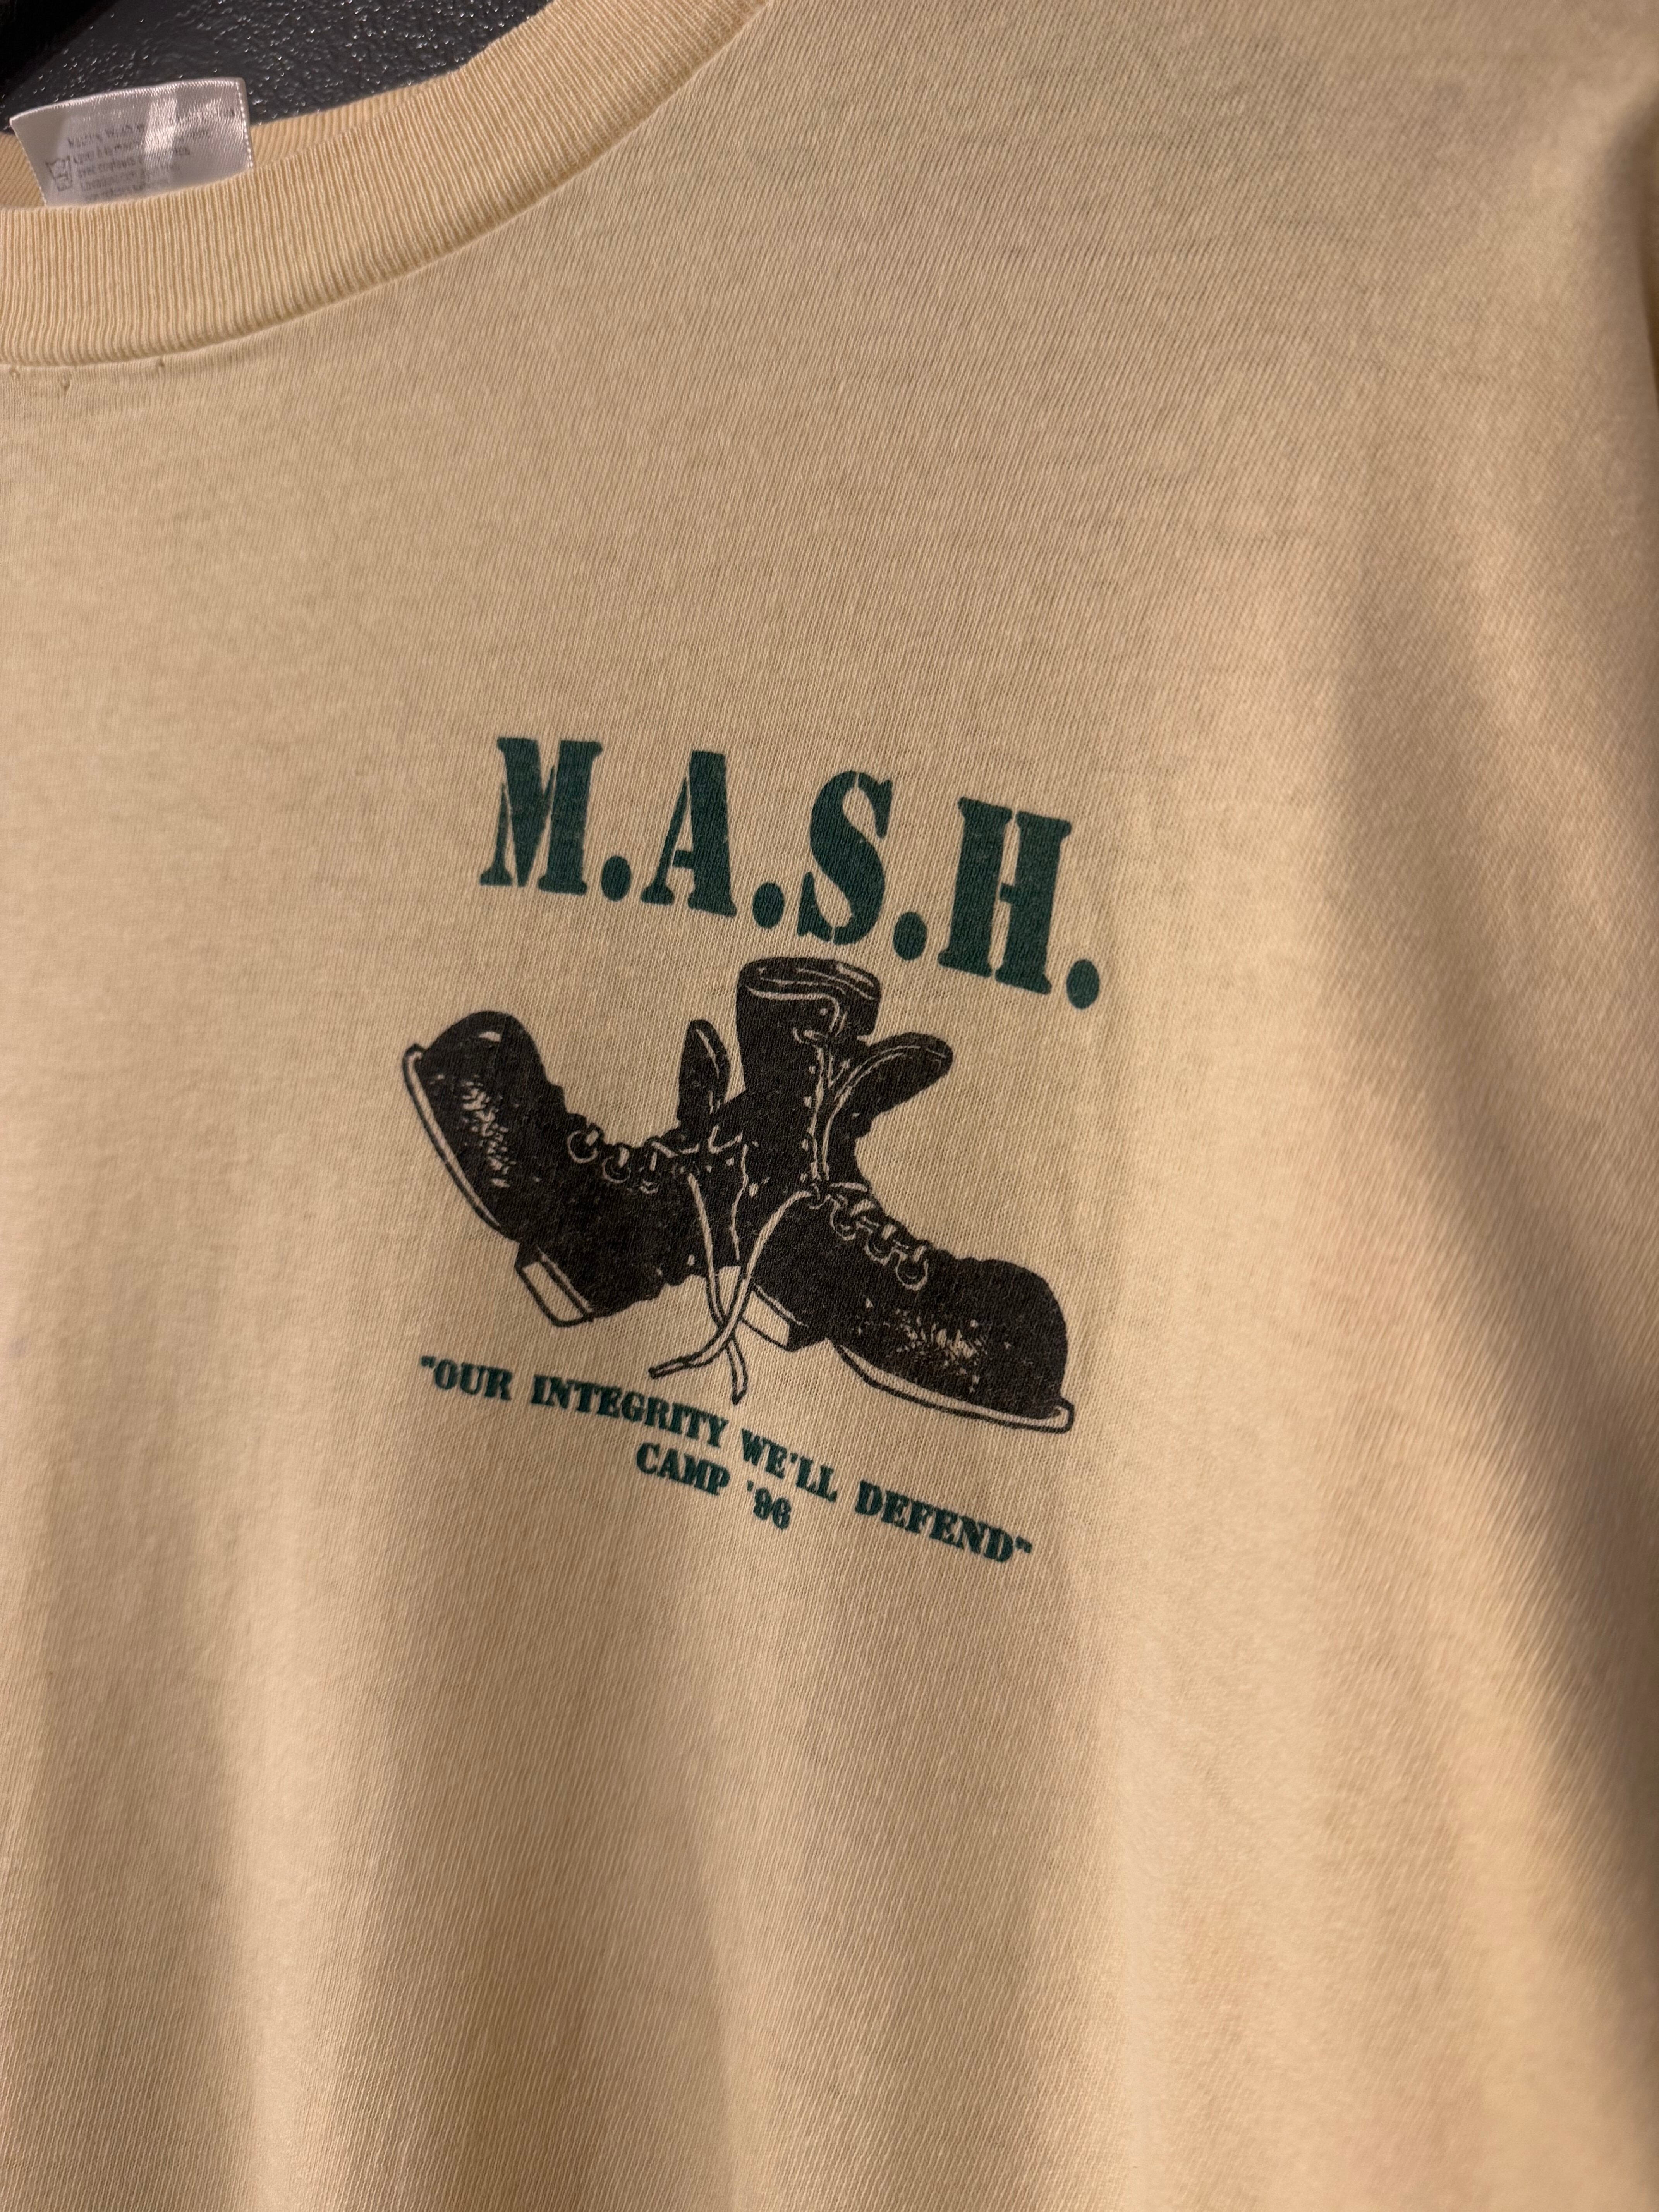 M.A.S.H.
"OUR INTEGRITY WE'LL DEFEND"
CAMP '96